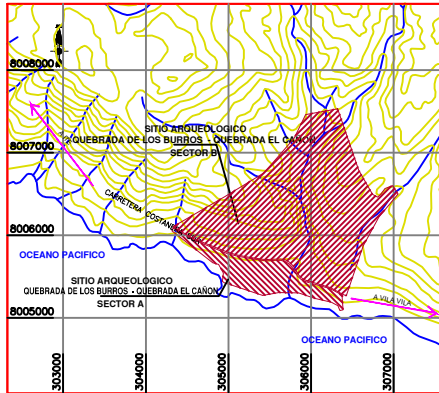 8008000
8007000
8006000
8005000
SITIO ARQUEOLOGICO
QUEBRADA DE LOS BURROS - QUEBRADA EL CAÑON
SECTOR B
CARRETERA COSTANERA SUR
OCEANO PACIFICO
SITIO ARQUEOLOGICO
QUEBRADA DE LOS BURROS - QUEBRADA EL CAÑON
SECTOR A
A VILA VILA
OCEANO PACIFICO
303000
304000
305000
306000
307000